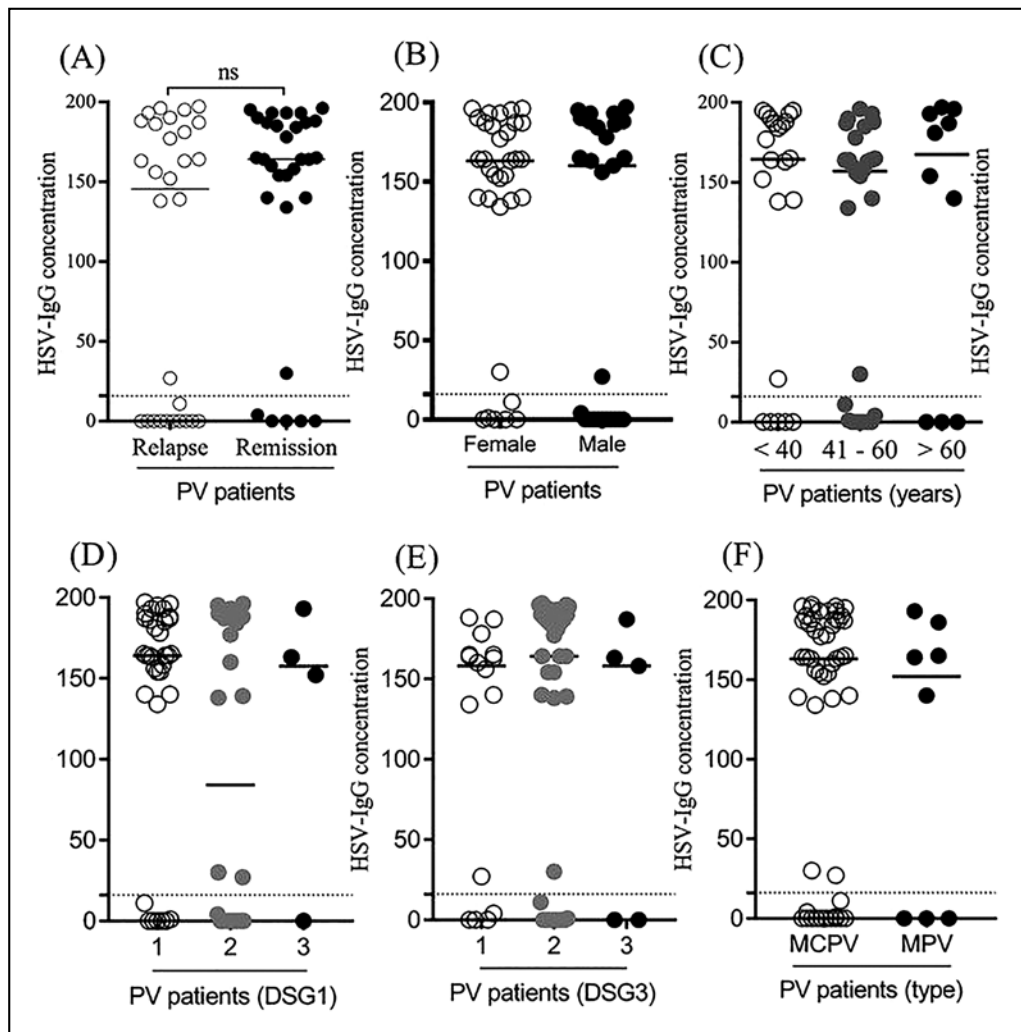 (A)
ns
HSV-IgG concentration
200
150
100
50
0
Relapse Remission
PV patients
(B)
HSV-IgG concentration
200
150
100
50
0
Female Male
PV patients
(C)
HSV-IgG concentration
200
150
100
50
0
< 40 41 - 60 > 60
PV patients (years)
(D)
200
150
100
50
0
1 2 3
PV patients (DSG1)
(E)
HSV-IgG concentration
200
150
100
50
0
1 2 3
PV patients (DSG3)
(F)
HSV-IgG concentration
200
150
100
50
0
MCPV MPV
PV patients (type)